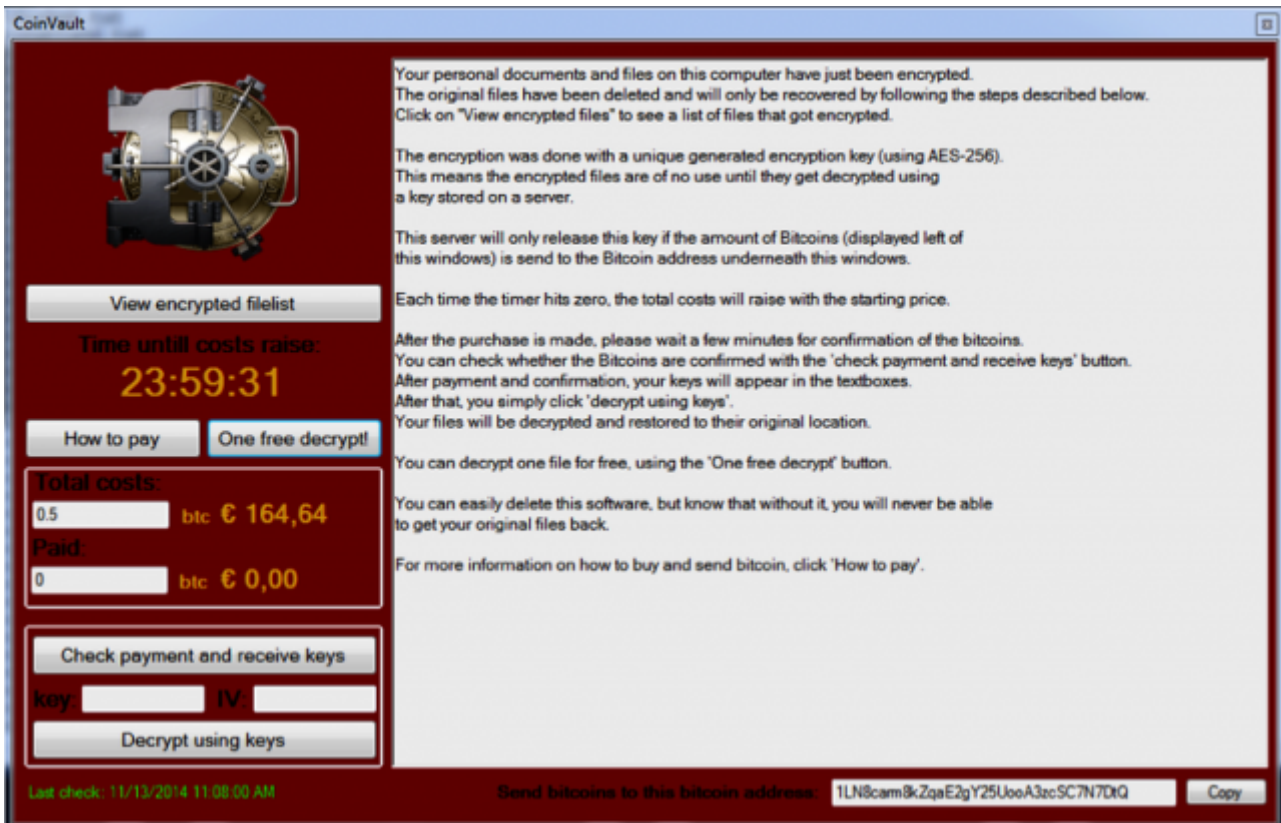 CoinVault
View encrypted filelist
Time untill costs raise:
23:59:31
How to pay
One free decrypt!
Total costs:
0.5 btc € 164,64
Paid:
0 btc € 0,00
Check payment and receive keys
key: IV:
Decrypt using keys
Your personal documents and files on this computer have just been encrypted.
The original files have been deleted and will only be recovered by following the steps described below.
Click on "View encrypted files" to see a list of files that got encrypted.
The encryption was done with a unique generated encryption key (using AES-256).
This means the encrypted files are of no use until they get decrypted using
a key stored on a server.
This server will only release this key if the amount of Bitcoins (displayed left of
this windows) is send to the Bitcoin address underneath this windows.
Each time the timer hits zero, the total costs will raise with the starting price.
After the purchase is made, please wait a few minutes for confirmation of the bitcoins.
You can check whether the Bitcoins are confirmed with the 'check payment and receive keys' button.
After payment and confirmation, your keys will appear in the textboxes.
After that, you simply click 'decrypt using keys'.
Your files will be decrypted and restored to their original location.
You can decrypt one file for free, using the 'One free decrypt' button.
You can easily delete this software, but know that without it, you will never be able
to get your original files back.
For more information on how to buy and send bitcoin, click 'How to pay'.
Last check: 11/13/2014 11:08:00 AM
Send bitcoins to this bitcoin address: 1LN8carm8kZqaE2gY25UooA3zcSC7N7DtQ
Copy